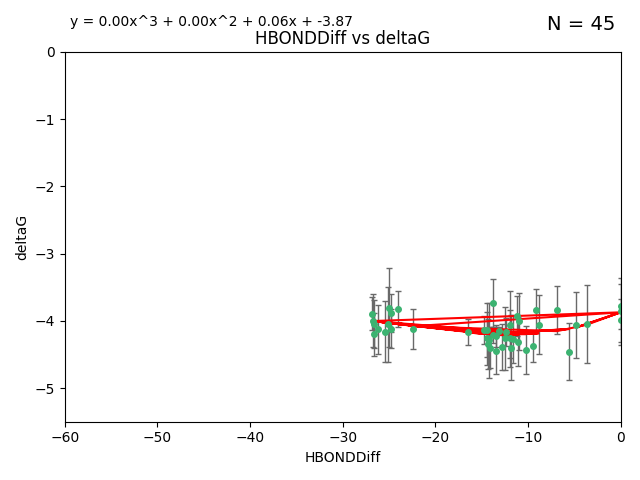 y = 0.00x^3 + 0.00x^2 + 0.06x + -3.87
N = 45
HBONDDiff vs deltaG
0
−1
−2
−3
−4
−5
deltaG
−60 −50 −40 −30 −20 −10 0
HBONDDiff